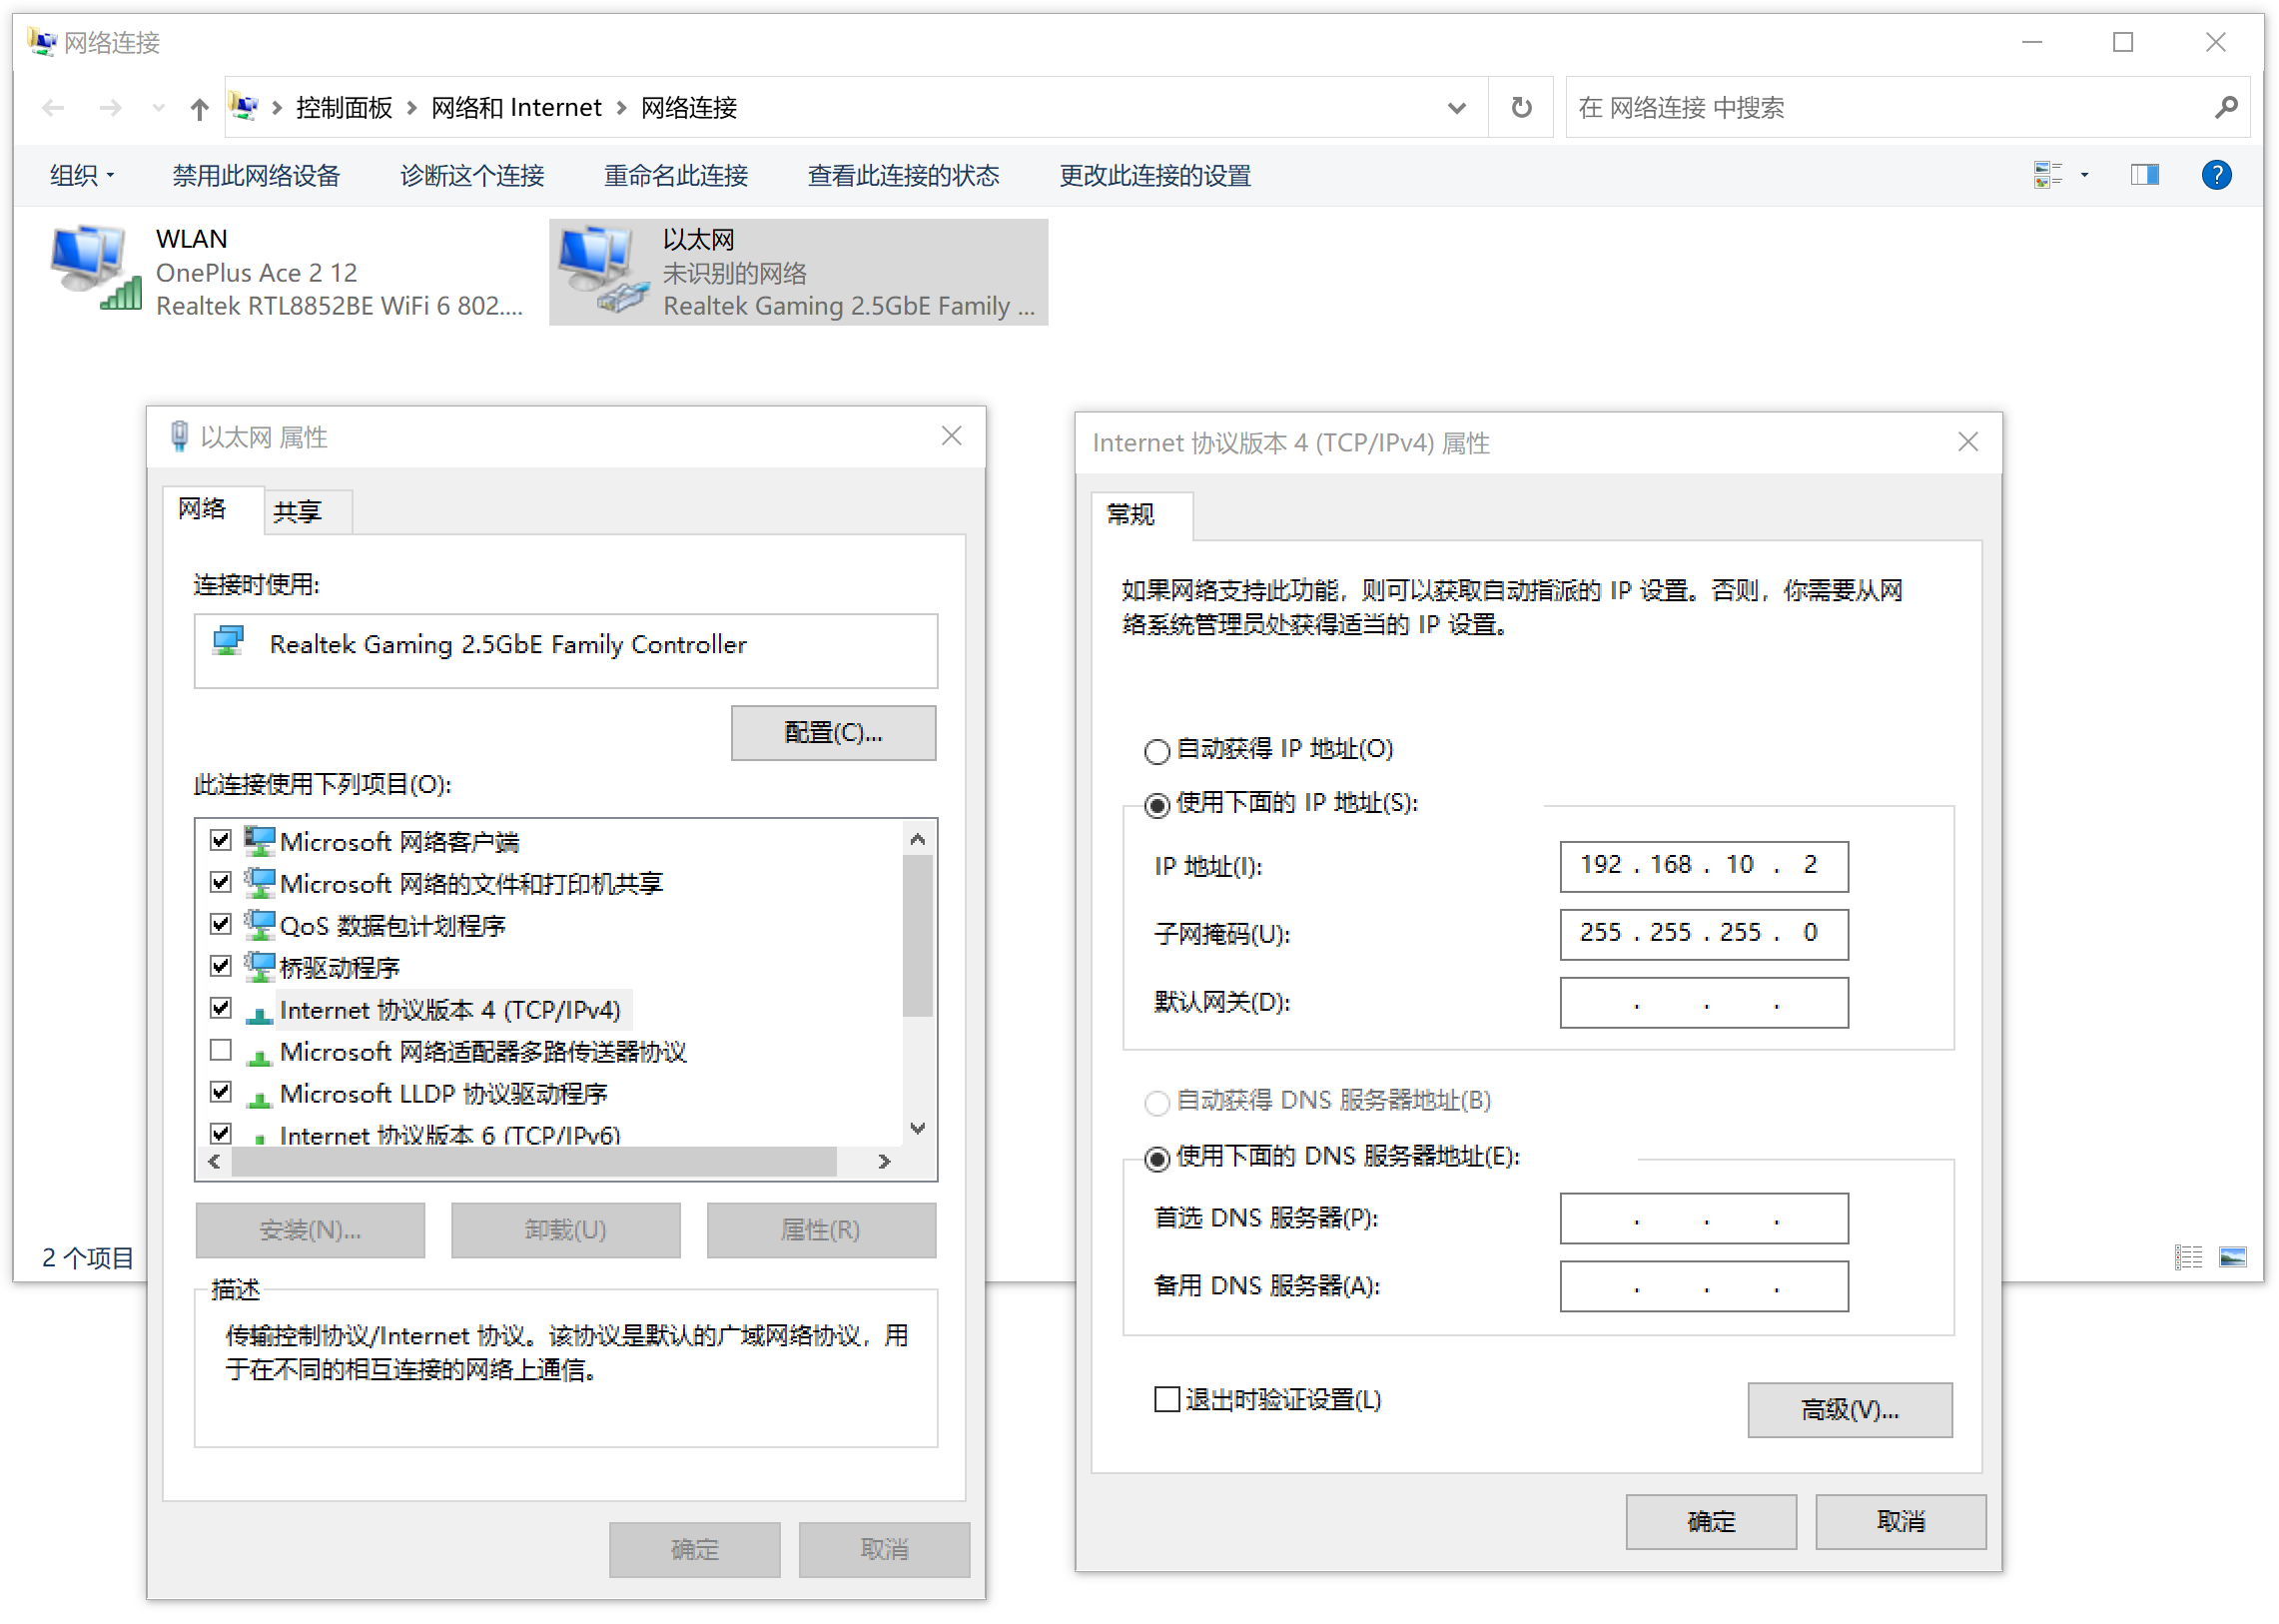 网络连接
控制面板 网络和 Internet 网络连接
在 网络连接 中搜索
组织 禁用此网络设备 诊断这个连接 重命名此连接 查看此连接的状态 更改此连接的设置
WLAN
OnePlus Ace 2 12
Realtek RTL8852BE WiFi 6 802....
以太网
未识别的网络
Realtek Gaming 2.5GbE Family ...
以太网 属性
网络
共享
连接时使用:
Realtek Gaming 2.5GbE Family Controller
配置(C)...
此连接使用下列项目(O):
Microsoft 网络客户端
Microsoft 网络的文件和打印机共享
QoS 数据包计划程序
桥驱动程序
Internet 协议版本 4 (TCP/IPv4)
Microsoft 网络适配器多路传送器协议
Microsoft LLDP 协议驱动程序
Internet 协议版本 6 (TCP/IPv6)
安装(N)...
卸载(U)
属性(R)
描述
传输控制协议/Internet 协议。该协议是默认的广域网络协议，用
于在不同的相互连接的网络上通信。
确定
取消
Internet 协议版本 4 (TCP/IPv4) 属性
常规
如果网络支持此功能，则可以获取自动指派的 IP 设置。否则，你需要从网
络系统管理员处获得适当的 IP 设置。
自动获得 IP 地址(O)
使用下面的 IP 地址(S):
IP 地址(I):
192 . 168 . 10 . 2
子网掩码(U):
255 . 255 . 255 . 0
默认网关(D):
. . .
自动获得 DNS 服务器地址(B)
使用下面的 DNS 服务器地址(E):
首选 DNS 服务器(P):
. . .
备用 DNS 服务器(A):
. . .
退出时验证设置(L)
高级(V)...
确定
取消
2 个项目